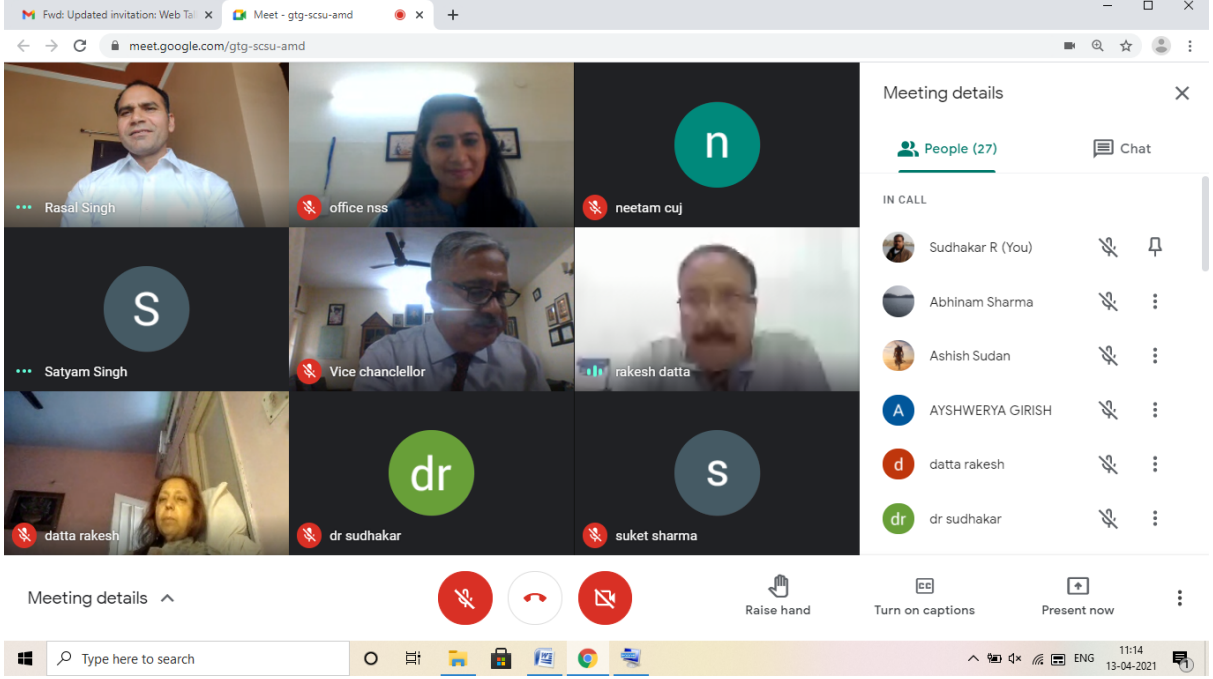 Fwd: Updated invitation: Web Tal
Meet - gtg-scsu-amd
meet.google.com/gtg-scsu-amd
Rasal Singh
office nss
n
neetam cuj
S
Satyam Singh
Vice chanclellor
rakesh datta
datta rakesh
dr
dr sudhakar
s
suket sharma
Meeting details
People (27)
Chat
IN CALL
Sudhakar R (You)
Abhinam Sharma
Ashish Sudan
A
AYSHWERYA GIRISH
d
datta rakesh
dr
dr sudhakar
Meeting details
Raise hand
CC
Turn on captions
Present now
Type here to search
ENG
11:14
13-04-2021
1